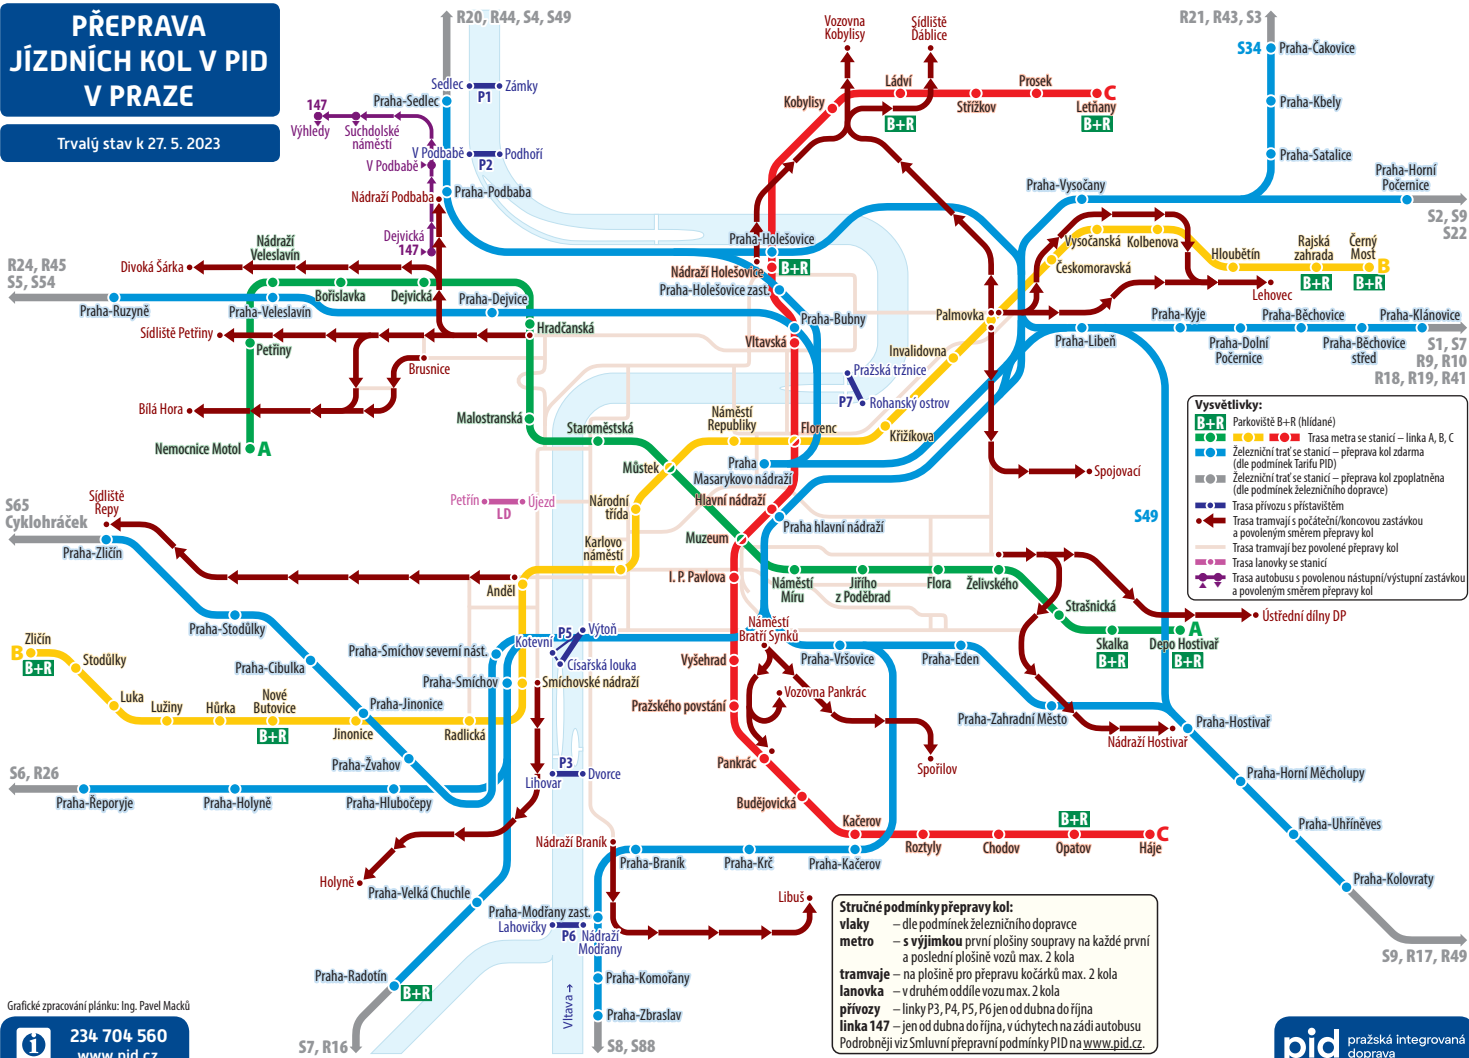 PŘEPRAVA
JÍZDNÍCH KOL V PID
V PRAZE
Trvalý stav k 27. 5. 2023
R20, R44, S4, S49
R21, R43, S3
Vozovna
Kobylisy
Sídliště
Ďáblice
S34
Praha-Čakovice
Sedlec
P1
Zámky
Praha-Sedlec
Ládví
B+R
Střížkov
Prosek
C
Letňany
B+R
Kobylisy
Praha-Kbely
147
Výhledy
Suchdolské
náměstí
V Podbabě
P2
Podhoří
V Podbabě
Praha-Satalice
Praha-Horní
Počernice
Praha-Podbaba
Nádraží Podbaba
Praha-Vysočany
S2, S9
S22
Dejvická
147
Nádraží
Veleslavín
Praha-Holešovice
Vysočanská
Kolbenova
Hloubětín
Rajská
zahrada
B+R
Černý
Most
B
B+R
R24, R45
S5, S54
Divoká Šárka
Nádraží Holešovice
B+R
Českomoravská
Bořislavka
Dejvická
Praha-Holešovice zast.
Lehovec
Praha-Ruzyně
Praha-Veleslavín
Praha-Dejvice
Praha-Bubny
Palmovka
Praha-Kyje
Praha-Běchovice
Praha-Klánovice
Sídliště Petřiny
Hradčanská
Vltavská
Praha-Libeň
Praha-Dolní
Počernice
Praha-Běchovice
střed
S1, S7
R9, R10
R18, R19, R41
Petřiny
Brusnice
Invalidovna
Pražská tržnice
P7
Rohanský ostrov
Bílá Hora
Malostranská
Staroměstská
Náměstí
Republiky
Florenc
Křižíkova
Nemocnice Motol
A
Můstek
Praha
Masarykovo nádraží
Spojovací
Vysvětlivky:
B+R
Parkoviště B+R (hlídané)
Trasa metra se stanicí – linka A, B, C
Železniční trať se stanicí – přeprava kol zdarma
(dle podmínek Tarifu PID)
Železniční trať se stanicí – přeprava kol zpoplatněna
(dle podmínek železničního dopravce)
Trasa přívozu s přístavištěm
Trasa tramvají s počáteční/koncovou zastávkou
a povoleným směrem přepravy kol
Trasa tramvají bez povolené přepravy kol
Trasa lanovky se stanicí
Trasa autobusu s povolenou nástupní/výstupní zastávkou
a povoleným směrem přepravy kol
S65
Cyklohráček
Sídliště
Řepy
Petřín
LD
Újezd
Národní
třída
Hlavní nádraží
Praha hlavní nádraží
S49
Praha-Zličín
Karlovo
náměstí
Muzeum
Anděl
I. P. Pavlova
Náměstí
Míru
Jiřího
z Poděbrad
Flora
Želivského
Strašnická
Ústřední dílny DP
Praha-Stodůlky
Náměstí
Bratří Synků
A
Skalka
B+R
Depo Hostivař
B+R
Zličín
B
B+R
Stodůlky
Praha-Cibulka
Praha-Smíchov severní nást.
Kotevní
P5
Výtoň
Císařská louka
Vyšehrad
Praha-Vršovice
Praha-Eden
Praha-Smíchov
Smíchovské nádraží
Luka
Lužiny
Hůrka
Nové
Butovice
B+R
Praha-Jinonice
Jinonice
Radlická
Pražského povstání
Vozovna Pankrác
Praha-Zahradní Město
Praha-Hostivař
Nádraží Hostivař
Praha-Žvahov
Pankrác
Spořilov
S6, R26
P3
Lihovar
Dvorce
Praha-Horní Měcholupy
Praha-Řeporyje
Praha-Holyně
Praha-Hlubočepy
Budějovická
Praha-Uhříněves
Kačerov
Roztyly
Chodov
B+R
Opatov
C
Háje
Nádraží Braník
Praha-Braník
Praha-Krč
Praha-Kačerov
Holyně
Praha-Velká Chuchle
Praha-Kolovraty
Libuš
Praha-Modřany zast.
Lahovičky
P6
Nádraží
Modřany
Stručné podmínky přepravy kol:
vlaky – dle podmínek železničního dopravce
metro – s výjimkou první plošiny soupravy na každé první
a poslední plošině vozů max. 2 kola
tramvaje – na plošině pro přepravu kočárků max. 2 kola
lanovka – v druhém oddíle vozu max. 2 kola
přívozy – linky P3, P4, P5, P6 jen od dubna do října
linka 147 – jen od dubna do října, v úchytech na zádi autobusu
Podrobněji viz Smluvní přepravní podmínky PID na www.pid.cz.
S9, R17, R49
Praha-Radotín
B+R
Praha-Komořany
Vltava →
Praha-Zbraslav
S7, R16
S8, S88
Grafické zpracování plánku: Ing. Pavel Macků
i
234 704 560
www.pid.cz
pid
pražská integrovaná
doprava